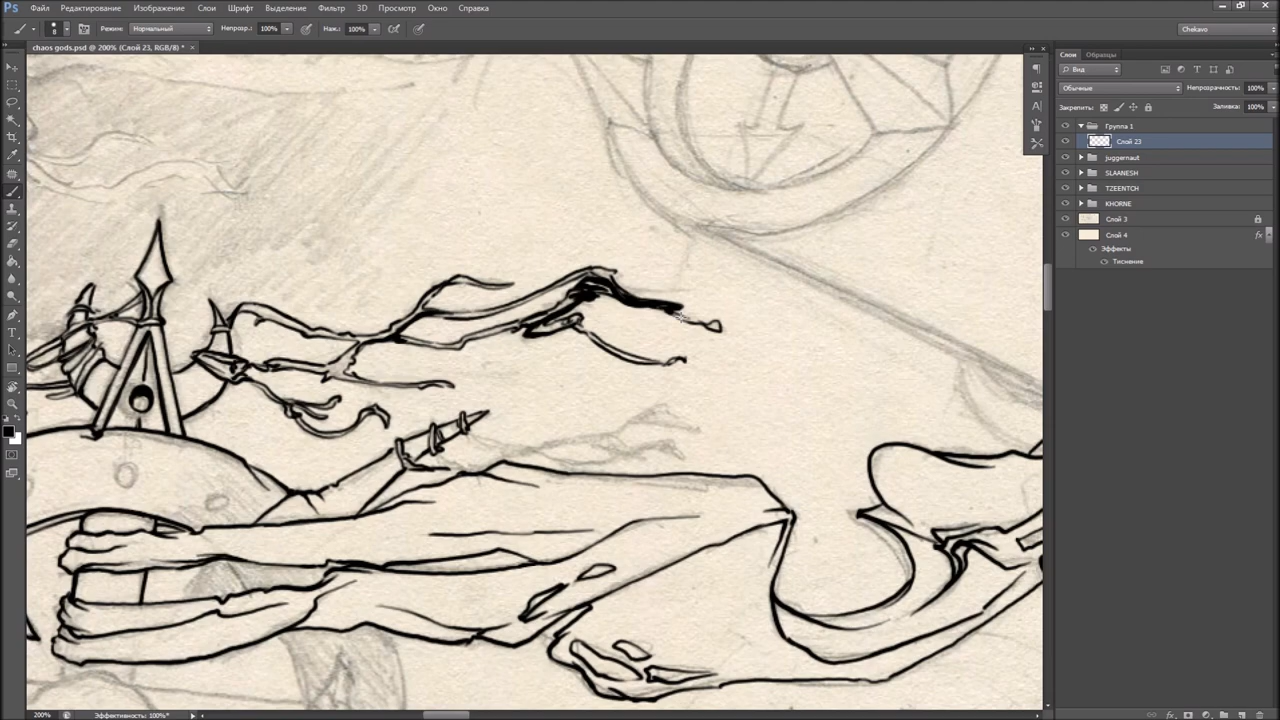 Ps Файл Редактирование Изображение Слои Шрифт Выделение Фильтр 3D Просмотр Окно Справка
8 Режим: Нормальный Непрозр.: 100% Наж.: 100% Chekavo
chaos gods.psd @ 200% (Слой 23, RGB/8) * ×
Слои Образцы
Вид
Обычные Непрозрачность: 100%
Закрепить: Заливка: 100%
Группа 1
Слой 23
juggernaut
SLAANESH
TZEENTCH
KHORNE
Слой 3
Слой 4 fx
Эффекты
Тиснение
200% Эффективность: 100%*